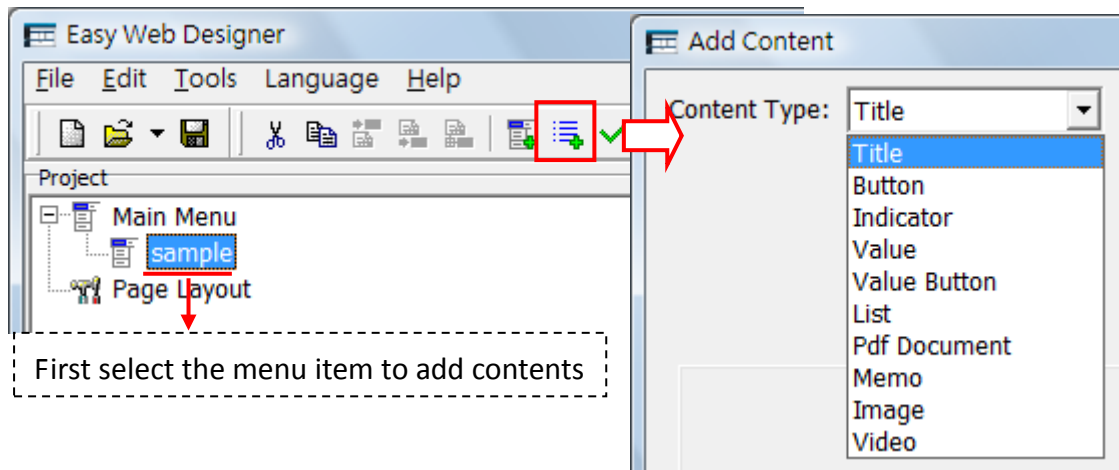 Easy Web Designer
File Edit Tools Language Help
Project
Main Menu
sample
Page Layout
First select the menu item to add contents
Add Content
Content Type: Title
Title
Button
Indicator
Value
Value Button
List
Pdf Document
Memo
Image
Video